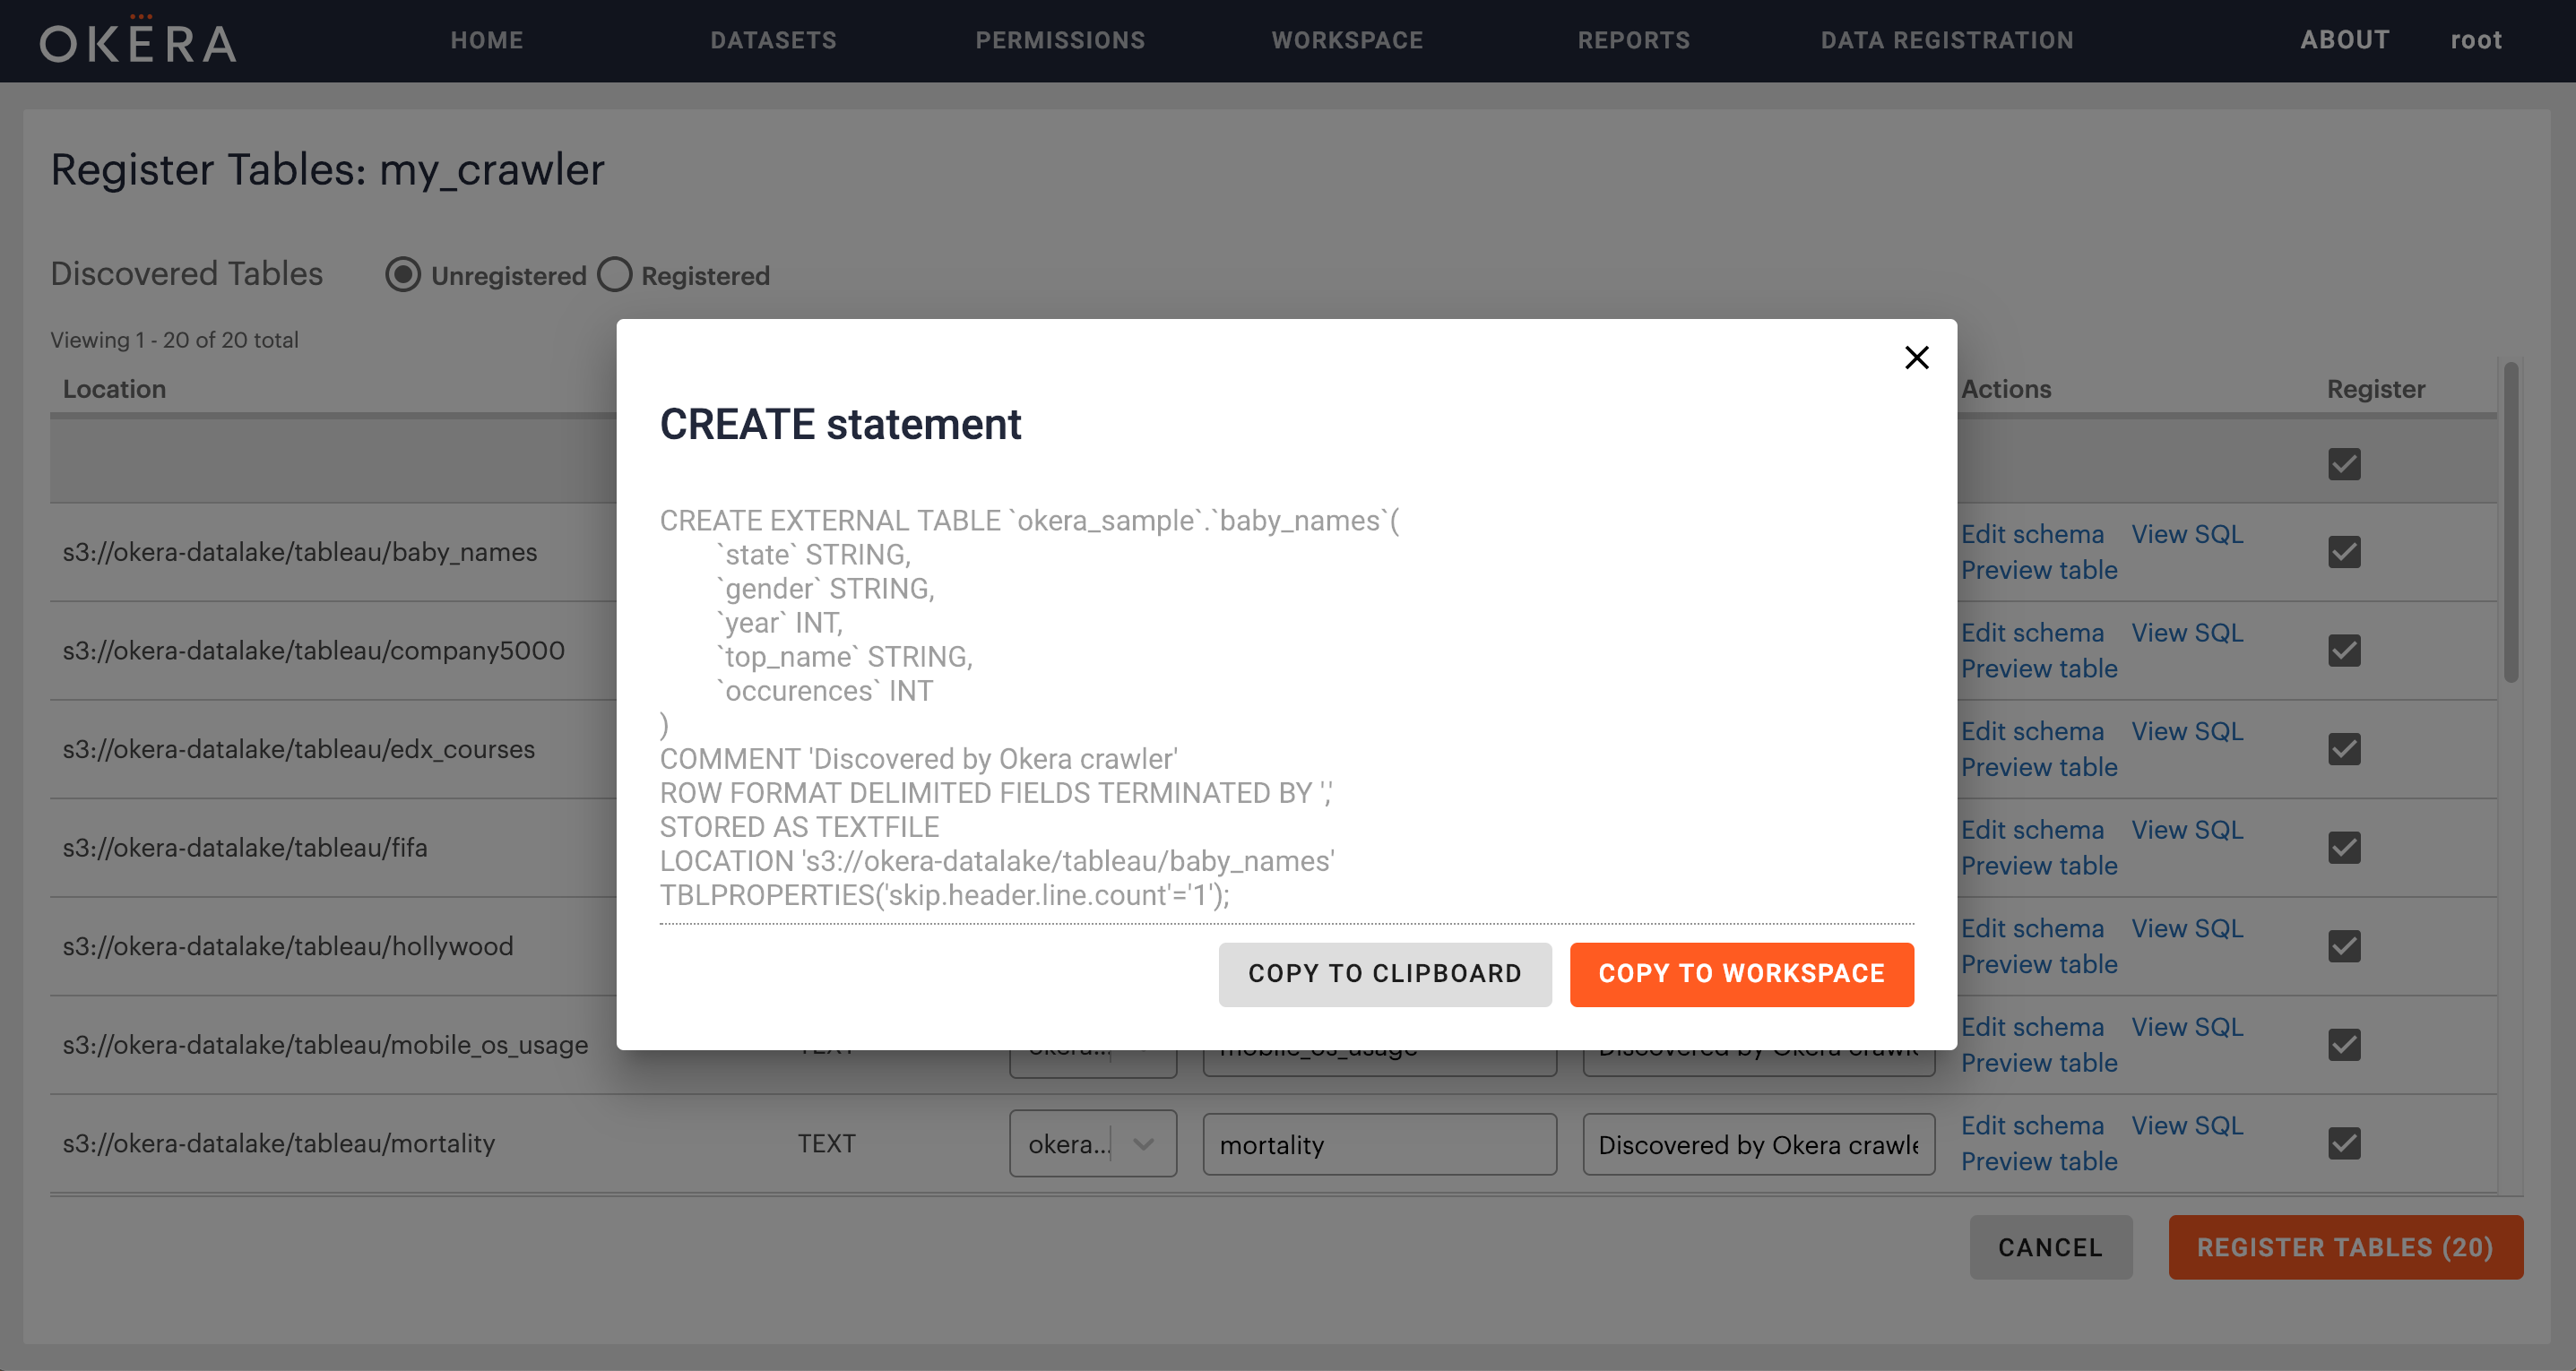 OKERA
HOME DATASETS PERMISSIONS WORKSPACE REPORTS DATA REGISTRATION ABOUT root
Register Tables: my_crawler
Discovered Tables Unregistered Registered
Viewing 1 - 20 of 20 total
Location Actions Register
s3://okera-datalake/tableau/baby_names Edit schema View SQL
Preview table
s3://okera-datalake/tableau/company5000 Edit schema View SQL
Preview table
s3://okera-datalake/tableau/edx_courses Edit schema View SQL
Preview table
s3://okera-datalake/tableau/fifa Edit schema View SQL
Preview table
s3://okera-datalake/tableau/hollywood Edit schema View SQL
Preview table
s3://okera-datalake/tableau/mobile_os_usage TEXT okera... mobile_os_usage Discovered by Okera crawle Edit schema View SQL
Preview table
s3://okera-datalake/tableau/mortality TEXT okera... mortality Discovered by Okera crawle Edit schema View SQL
Preview table
CANCEL REGISTER TABLES (20)
CREATE statement
CREATE EXTERNAL TABLE `okera_sample`.`baby_names`(
`state` STRING,
`gender` STRING,
`year` INT,
`top_name` STRING,
`occurences` INT
)
COMMENT 'Discovered by Okera crawler'
ROW FORMAT DELIMITED FIELDS TERMINATED BY ','
STORED AS TEXTFILE
LOCATION 's3://okera-datalake/tableau/baby_names'
TBLPROPERTIES('skip.header.line.count'='1');
COPY TO CLIPBOARD COPY TO WORKSPACE